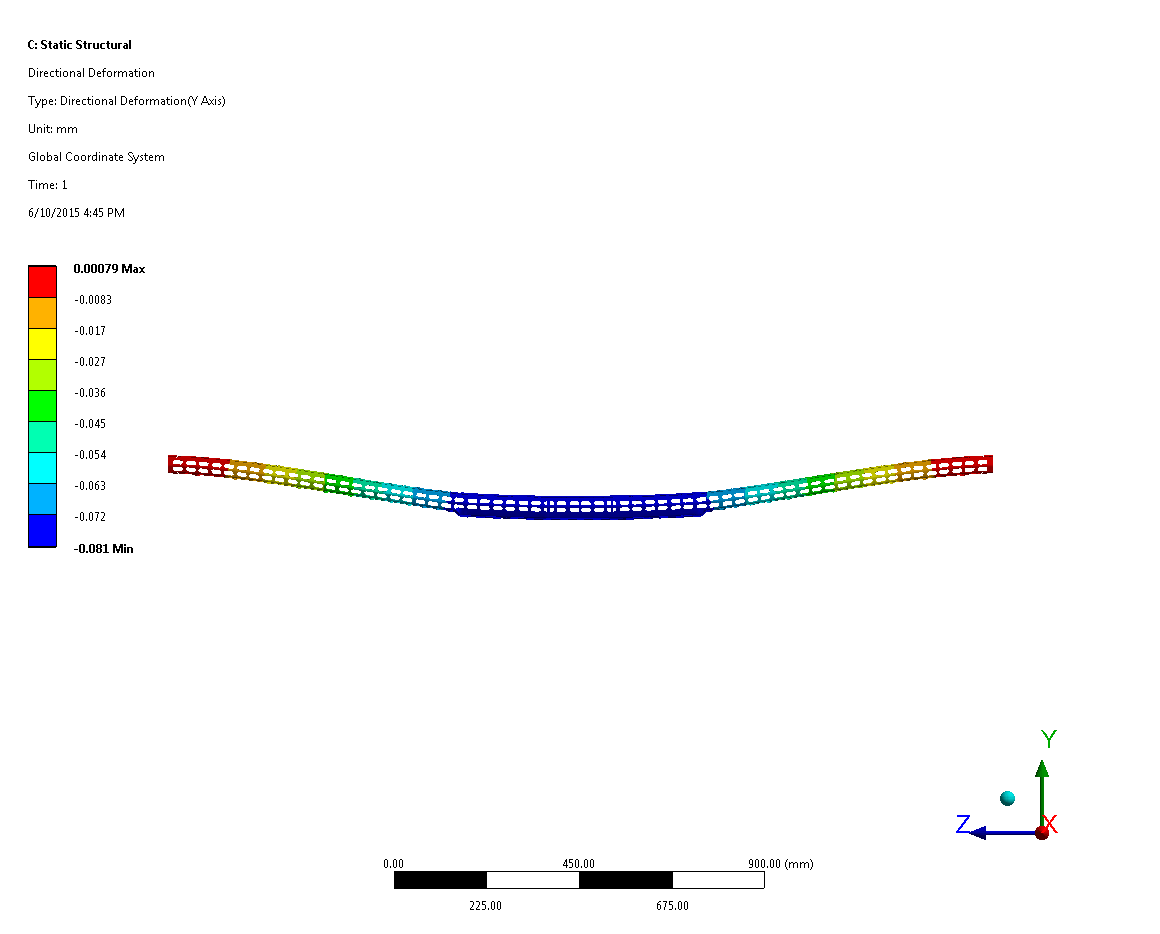 C: Static Structural
Directional Deformation
Type: Directional Deformation(Y Axis)
Unit: mm
Global Coordinate System
Time: 1
6/10/2015 4:45 PM
0.00079 Max
-0.0083
-0.017
-0.027
-0.036
-0.045
-0.054
-0.063
-0.072
-0.081 Min
Y
Z X
0.00 450.00 900.00 (mm)
225.00 675.00